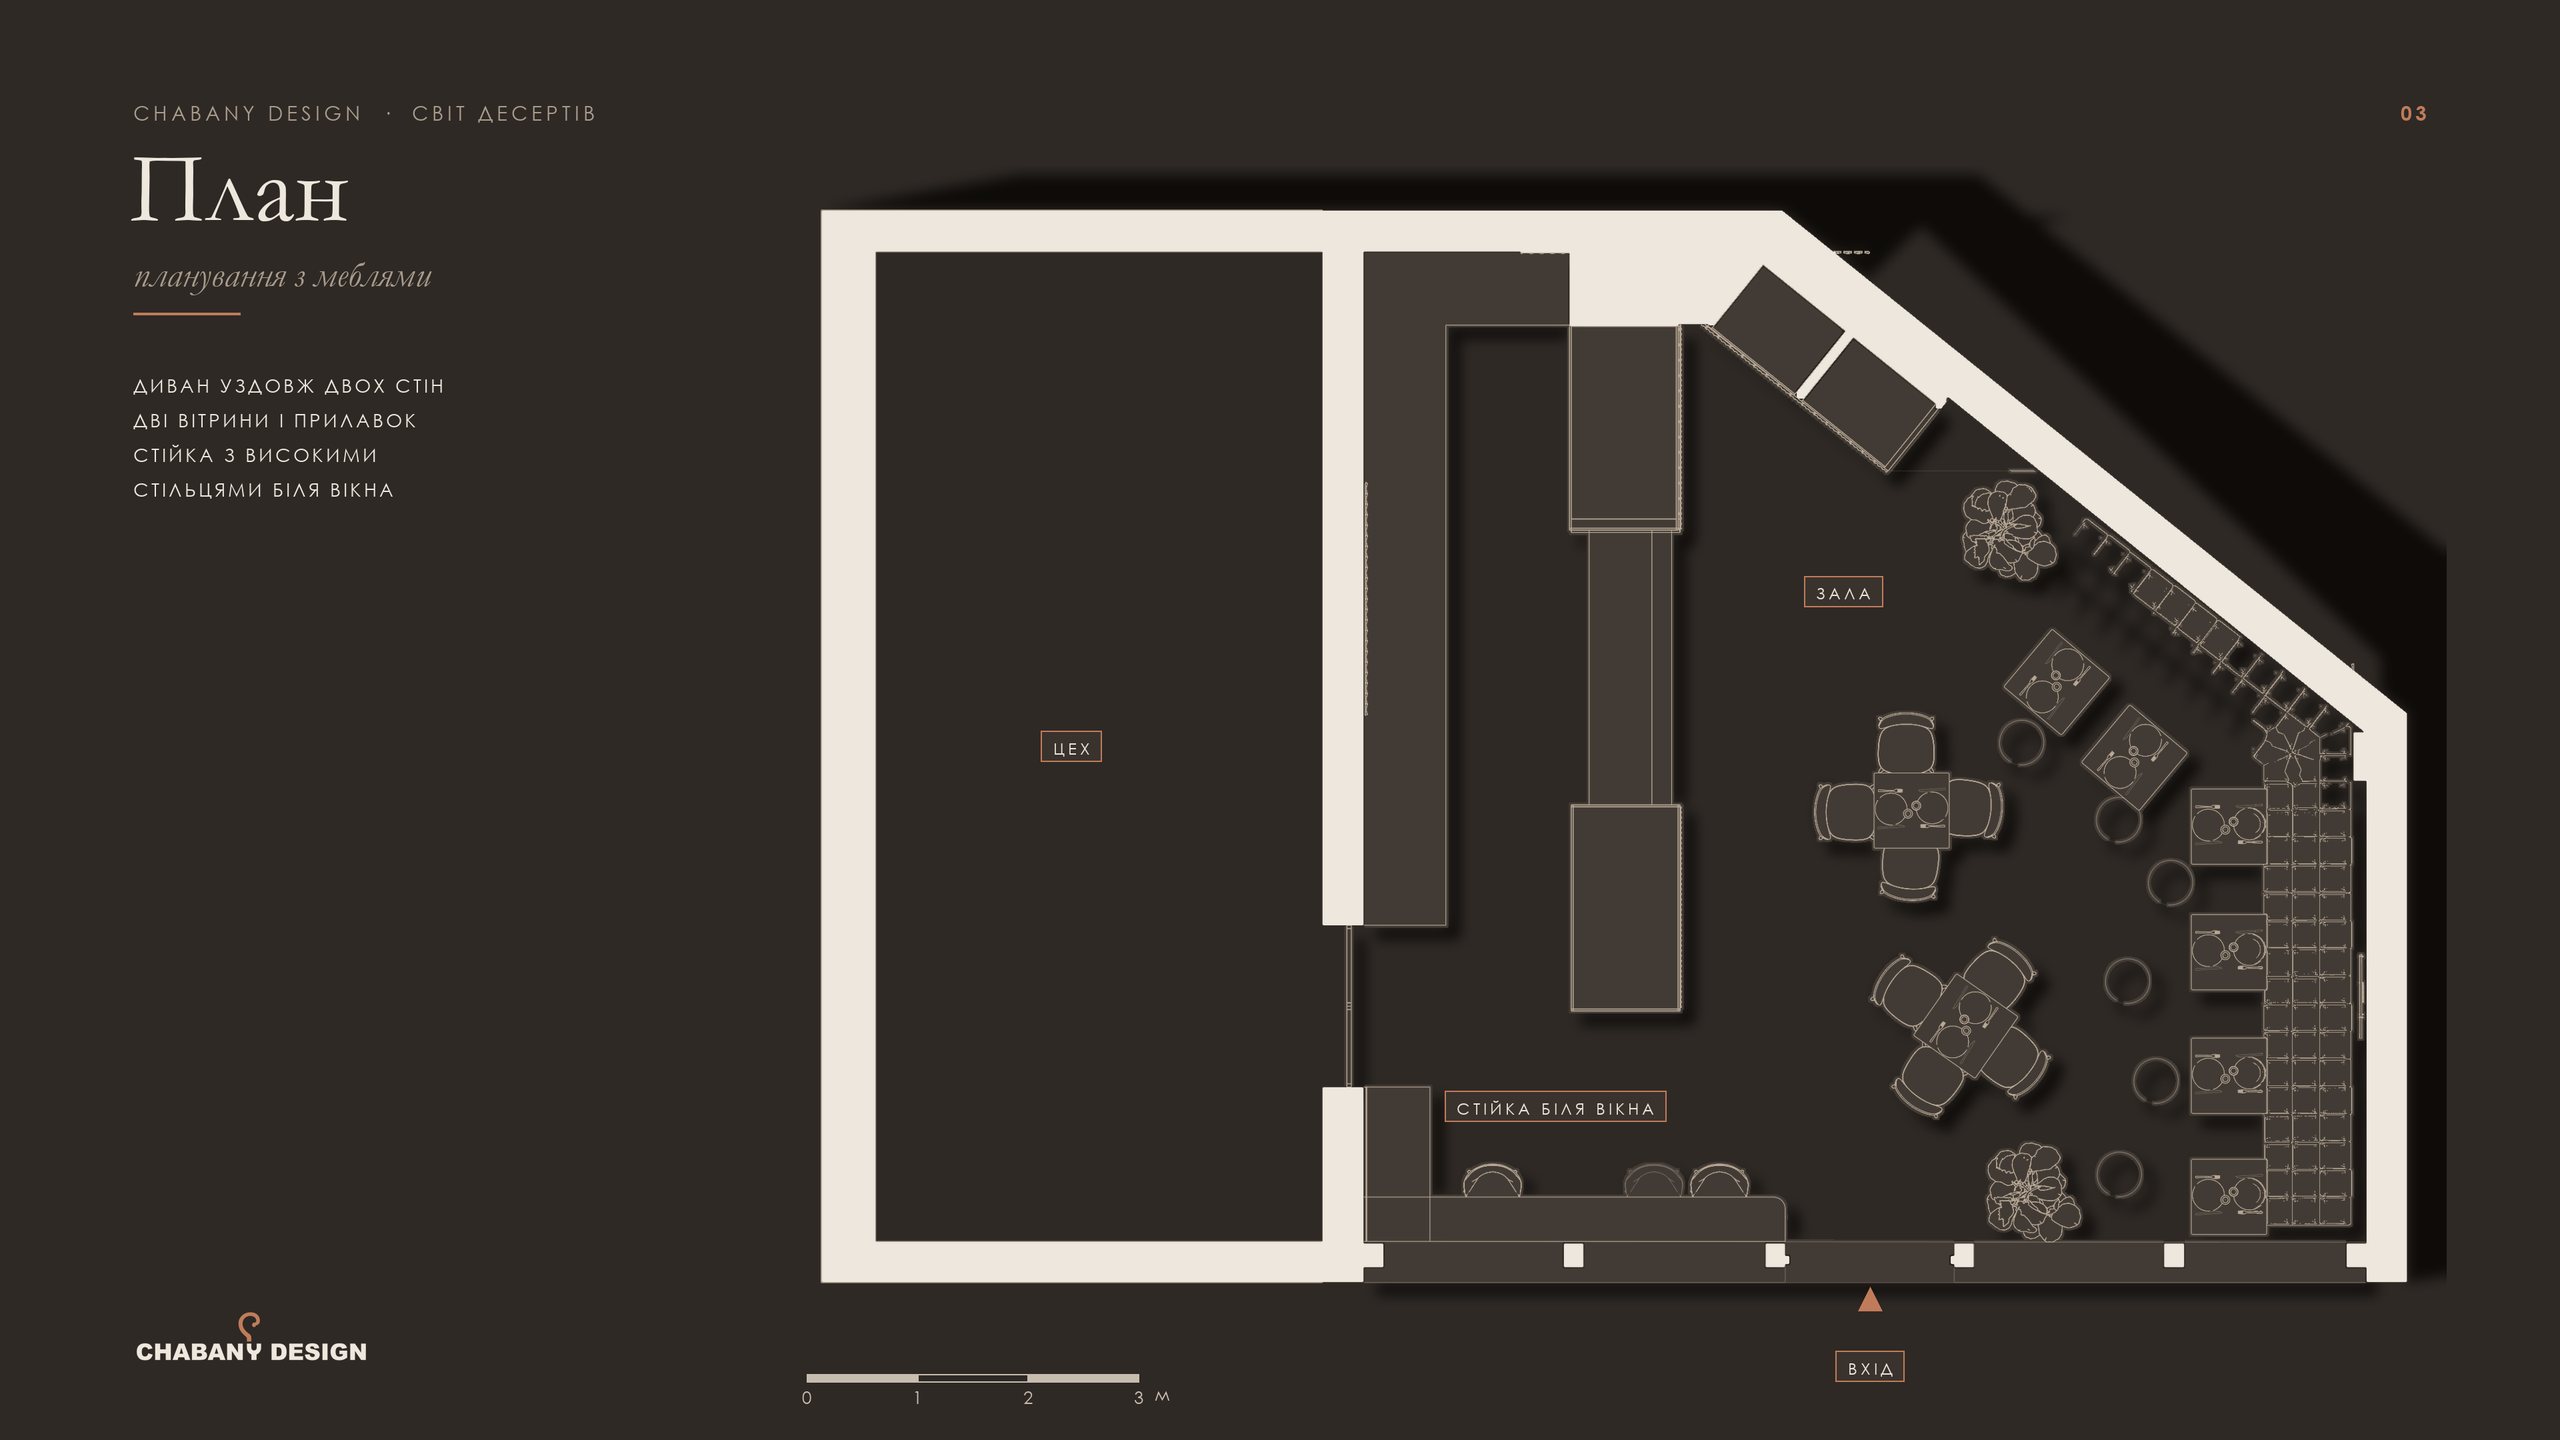 CHABANY DESIGN · СВІТ ДЕСЕРТІВ
03
План
планування з меблями
ДИВАН УЗДОВЖ ДВОХ СТІН
ДВІ ВІТРИНИ І ПРИЛАВОК
СТІЙКА З ВИСОКИМИ
СТІЛЬЦЯМИ БІЛЯ ВІКНА
ЗАЛА
ЦЕХ
СТІЙКА БІЛЯ ВІКНА
ВХІД
CHABANY DESIGN
0 1 2 3 м